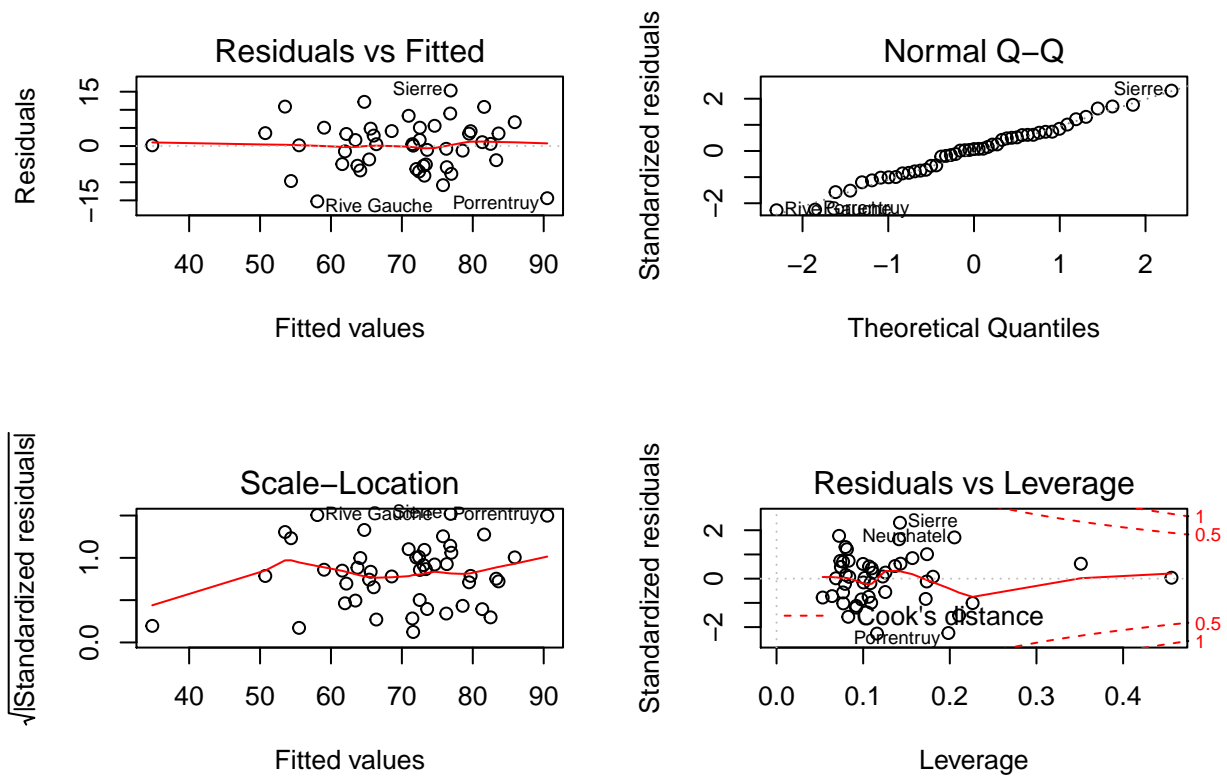 Residuals vs Fitted
Residuals
15
0
−15
Sierre
Rive Gauche
Porrentruy
40 50 60 70 80 90
Fitted values
Normal Q−Q
Standardized residuals
2
0
−2
Sierre
Rive Gauche
Porrentruy
−2 −1 0 1 2
Theoretical Quantiles
Scale−Location
√|Standardized residuals|
1.0
0.0
Rive Gauche
Sierre
Porrentruy
40 50 60 70 80 90
Fitted values
Residuals vs Leverage
Standardized residuals
2
0
−2
Sierre
Neuchatel
Cook's distance
Porrentruy
1
0.5
0.5
1
0.0 0.1 0.2 0.3 0.4
Leverage